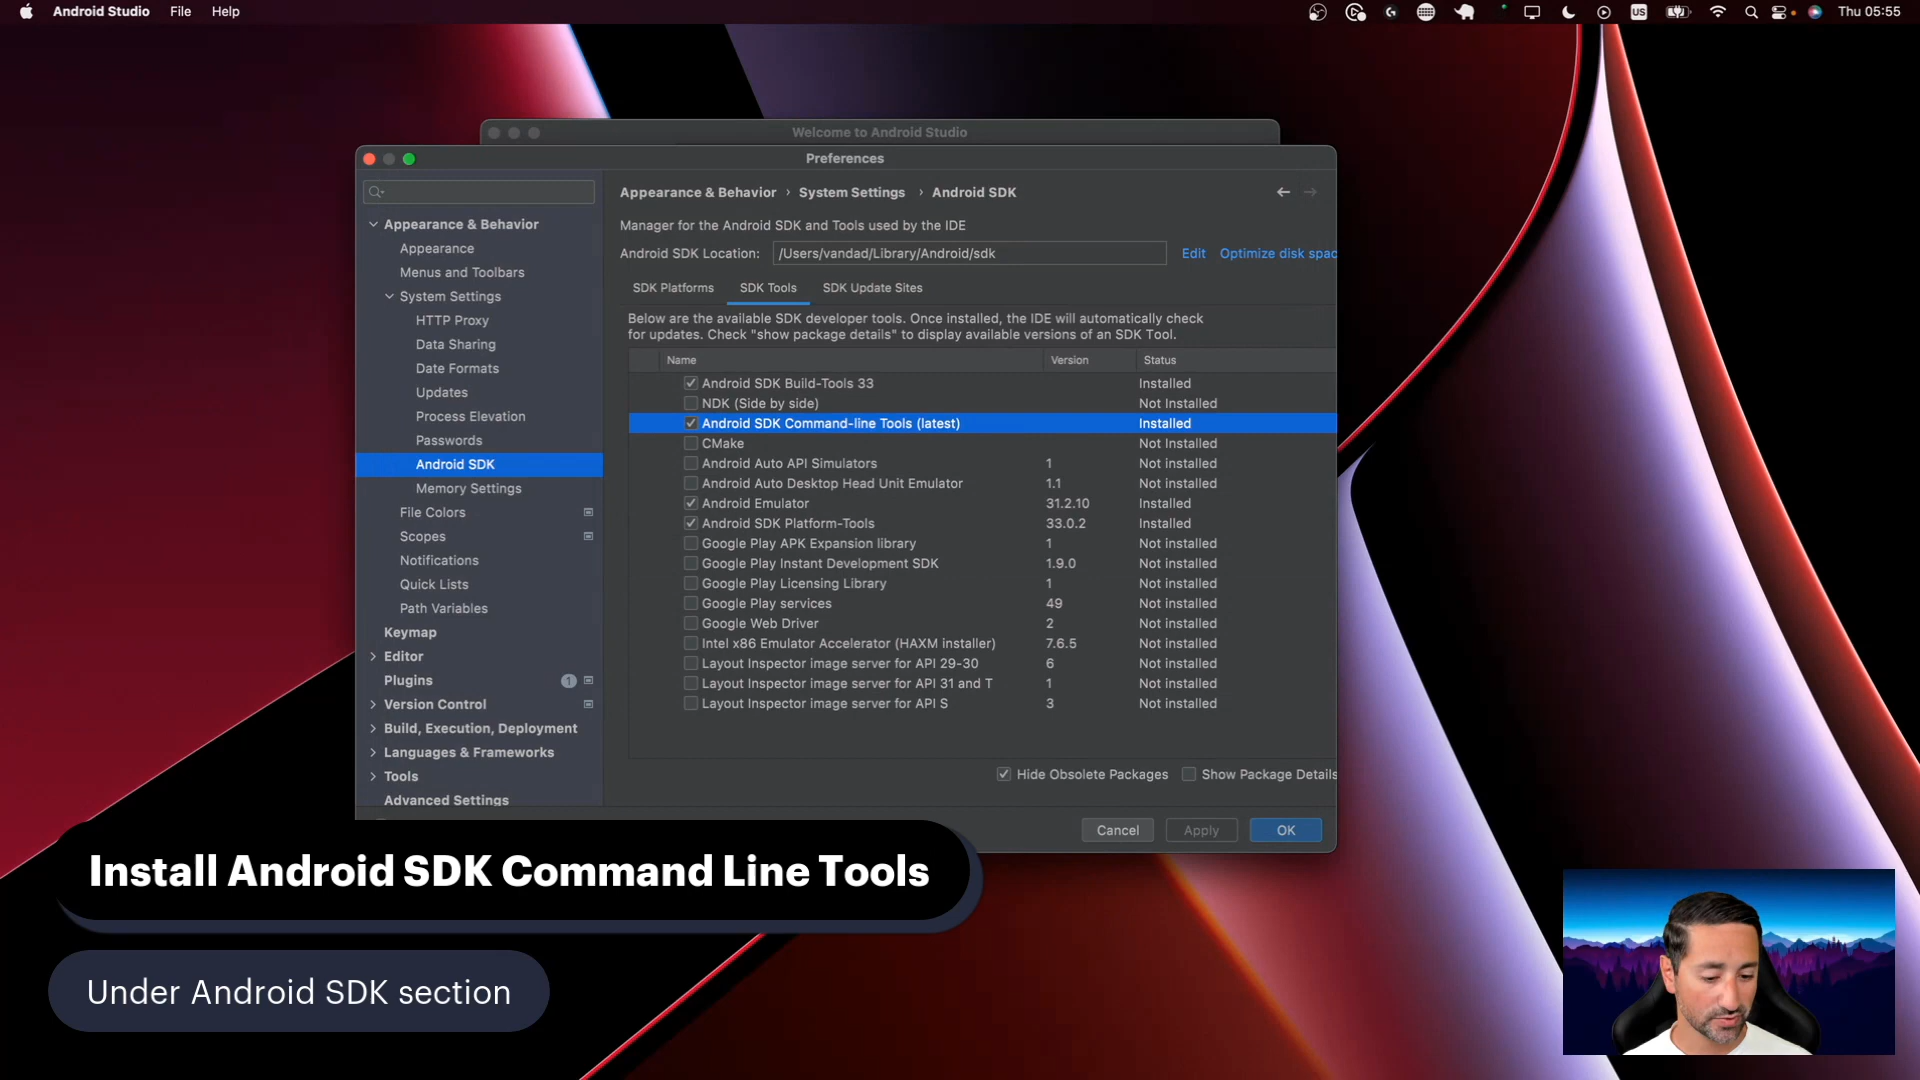 Android Studio File Help
US
Thu 05:55
Welcome to Android Studio
Preferences
Appearance & Behavior
Appearance
Menus and Toolbars
System Settings
HTTP Proxy
Data Sharing
Date Formats
Updates
Process Elevation
Passwords
Android SDK
Memory Settings
File Colors
Scopes
Notifications
Quick Lists
Path Variables
Keymap
Editor
Plugins 1
Version Control
Build, Execution, Deployment
Languages & Frameworks
Tools
Advanced Settings
Appearance & Behavior › System Settings › Android SDK
Manager for the Android SDK and Tools used by the IDE
Android SDK Location: /Users/vandad/Library/Android/sdk Edit Optimize disk spac
SDK Platforms SDK Tools SDK Update Sites
Below are the available SDK developer tools. Once installed, the IDE will automatically check
for updates. Check "show package details" to display available versions of an SDK Tool.
Name Version Status
Android SDK Build-Tools 33 Installed
NDK (Side by side) Not Installed
Android SDK Command-line Tools (latest) Installed
CMake Not Installed
Android Auto API Simulators 1 Not installed
Android Auto Desktop Head Unit Emulator 1.1 Not installed
Android Emulator 31.2.10 Installed
Android SDK Platform-Tools 33.0.2 Installed
Google Play APK Expansion library 1 Not installed
Google Play Instant Development SDK 1.9.0 Not installed
Google Play Licensing Library 1 Not installed
Google Play services 49 Not installed
Google Web Driver 2 Not installed
Intel x86 Emulator Accelerator (HAXM installer) 7.6.5 Not installed
Layout Inspector image server for API 29-30 6 Not installed
Layout Inspector image server for API 31 and T 1 Not installed
Layout Inspector image server for API S 3 Not installed
Hide Obsolete Packages Show Package Details
Cancel Apply OK
Install Android SDK Command Line Tools
Under Android SDK section